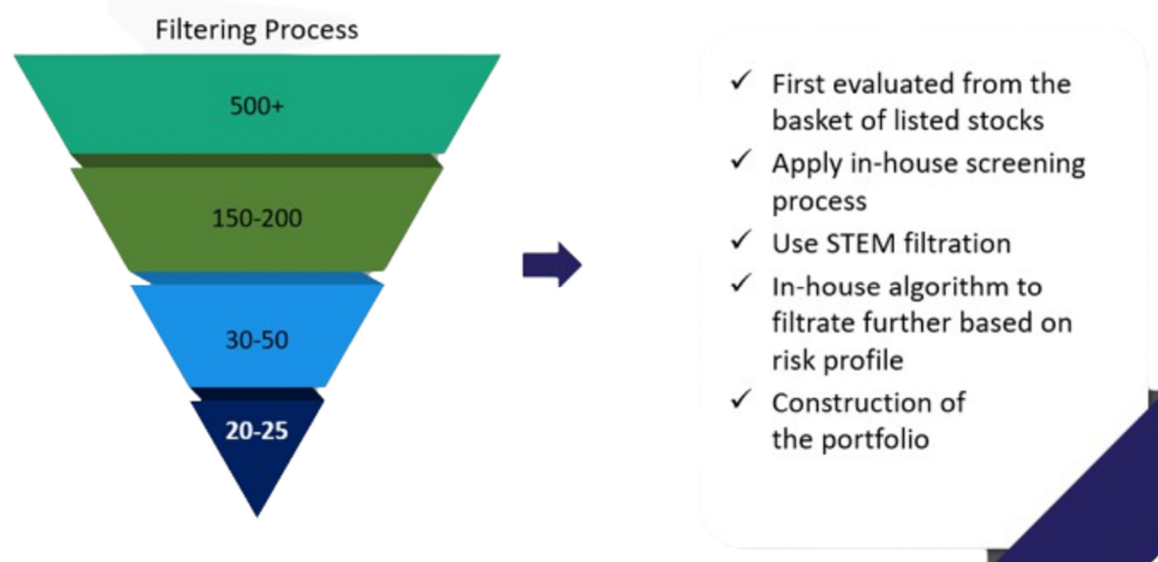 Filtering Process
500+
150-200
30-50
20-25
✓ First evaluated from the
basket of listed stocks
✓ Apply in-house screening
process
✓ Use STEM filtration
✓ In-house algorithm to
filtrate further based on
risk profile
✓ Construction of
the portfolio